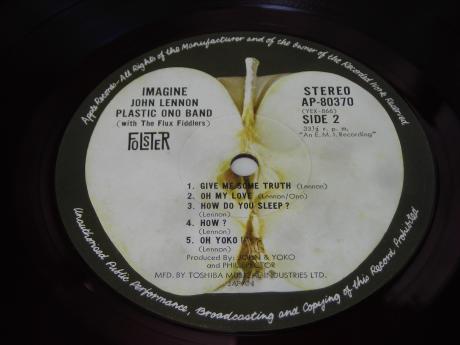 Apple Records-All Rights of the Manufacturer and of the Owner of the Recorded Work Reserved
IMAGINE
JOHN LENNON
PLASTIC ONO BAND
(with The Flux Fiddlers)
FOLSTER
STEREO
AP-80370
(YEX-866)
SIDE 2
33⅓ r. p. m.
"An E.M.I. Recording"
1. GIVE ME SOME TRUTH (Lennon)
2. OH MY LOVE (Lennon/Ono)
3. HOW DO YOU SLEEP?
(Lennon)
4. HOW?
(Lennon)
5. OH YOKO!
(Lennon)
Produced By: JOHN & YOKO
and PHIL SPECTOR
MFD. BY TOSHIBA MUSICAL INDUSTRIES LTD.
JAPAN
Unauthorised Public Performance, Broadcasting and Copying of this Record Prohibited